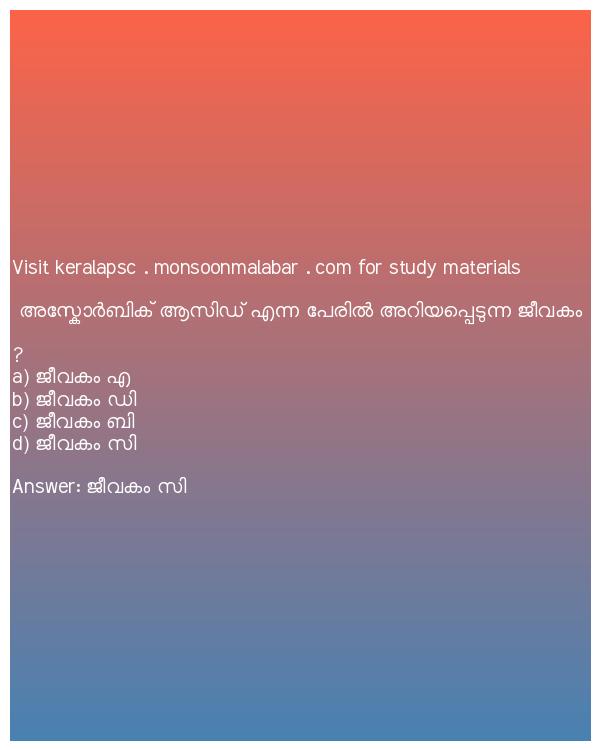 Visit keralapsc . monsoonmalabar . com for study materials
അസ്കോർബിക് ആസിഡ് എന്ന പേരിൽ അറിയപ്പെടുന്ന ജീവകം
?
a) ജീവകം എ
b) ജീവകം ഡി
c) ജീവകം ബി
d) ജീവകം സി
Answer: ജീവകം സി